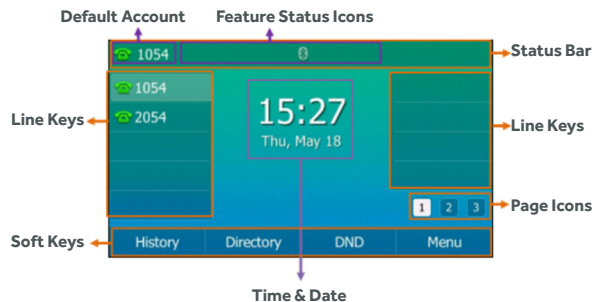 Default Account
Feature Status Icons
1054
Status Bar
1054
2054
15:27
Thu, May 18
Line Keys
Line Keys
1 2 3
Page Icons
Soft Keys
History Directory DND Menu
Time & Date